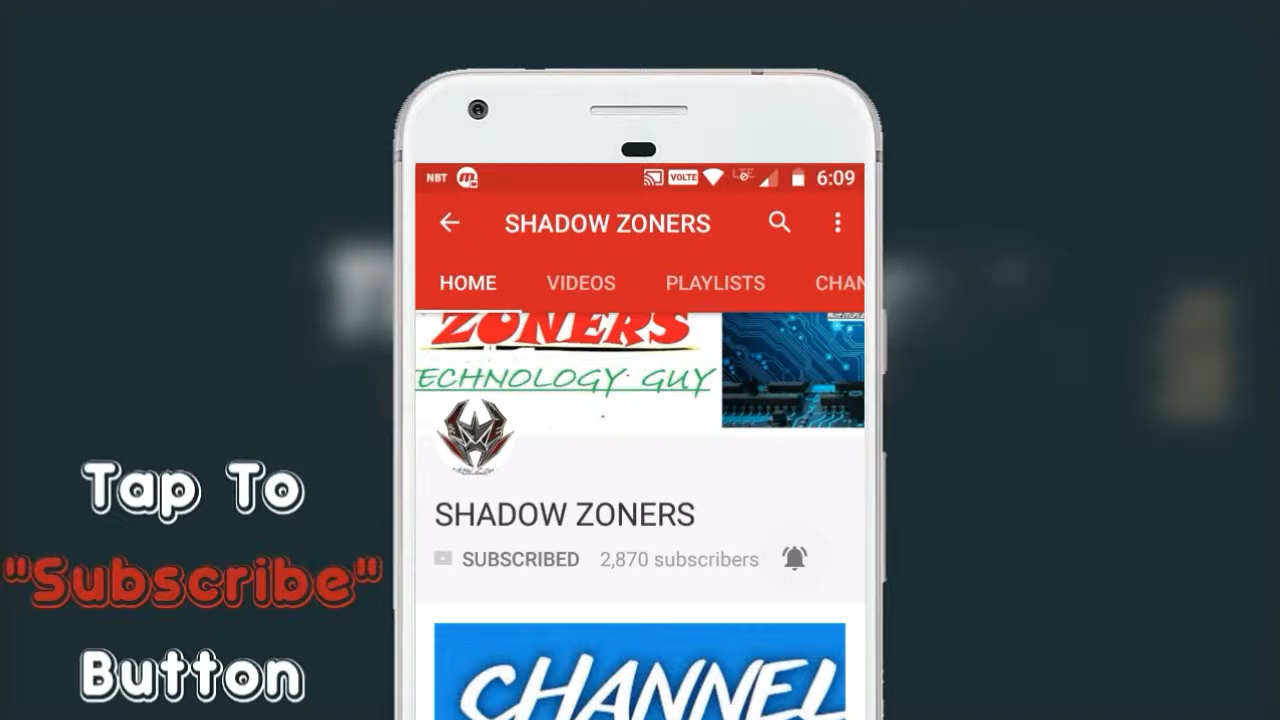 NBT VOLTE LTE 6:09
SHADOW ZONERS
HOME VIDEOS PLAYLISTS CHAN
ZONERS
ECHNOLOGY GUY
SHADOW ZONERS
SUBSCRIBED 2,870 subscribers
CHANNEL
Tap To
"Subscribe"
Button